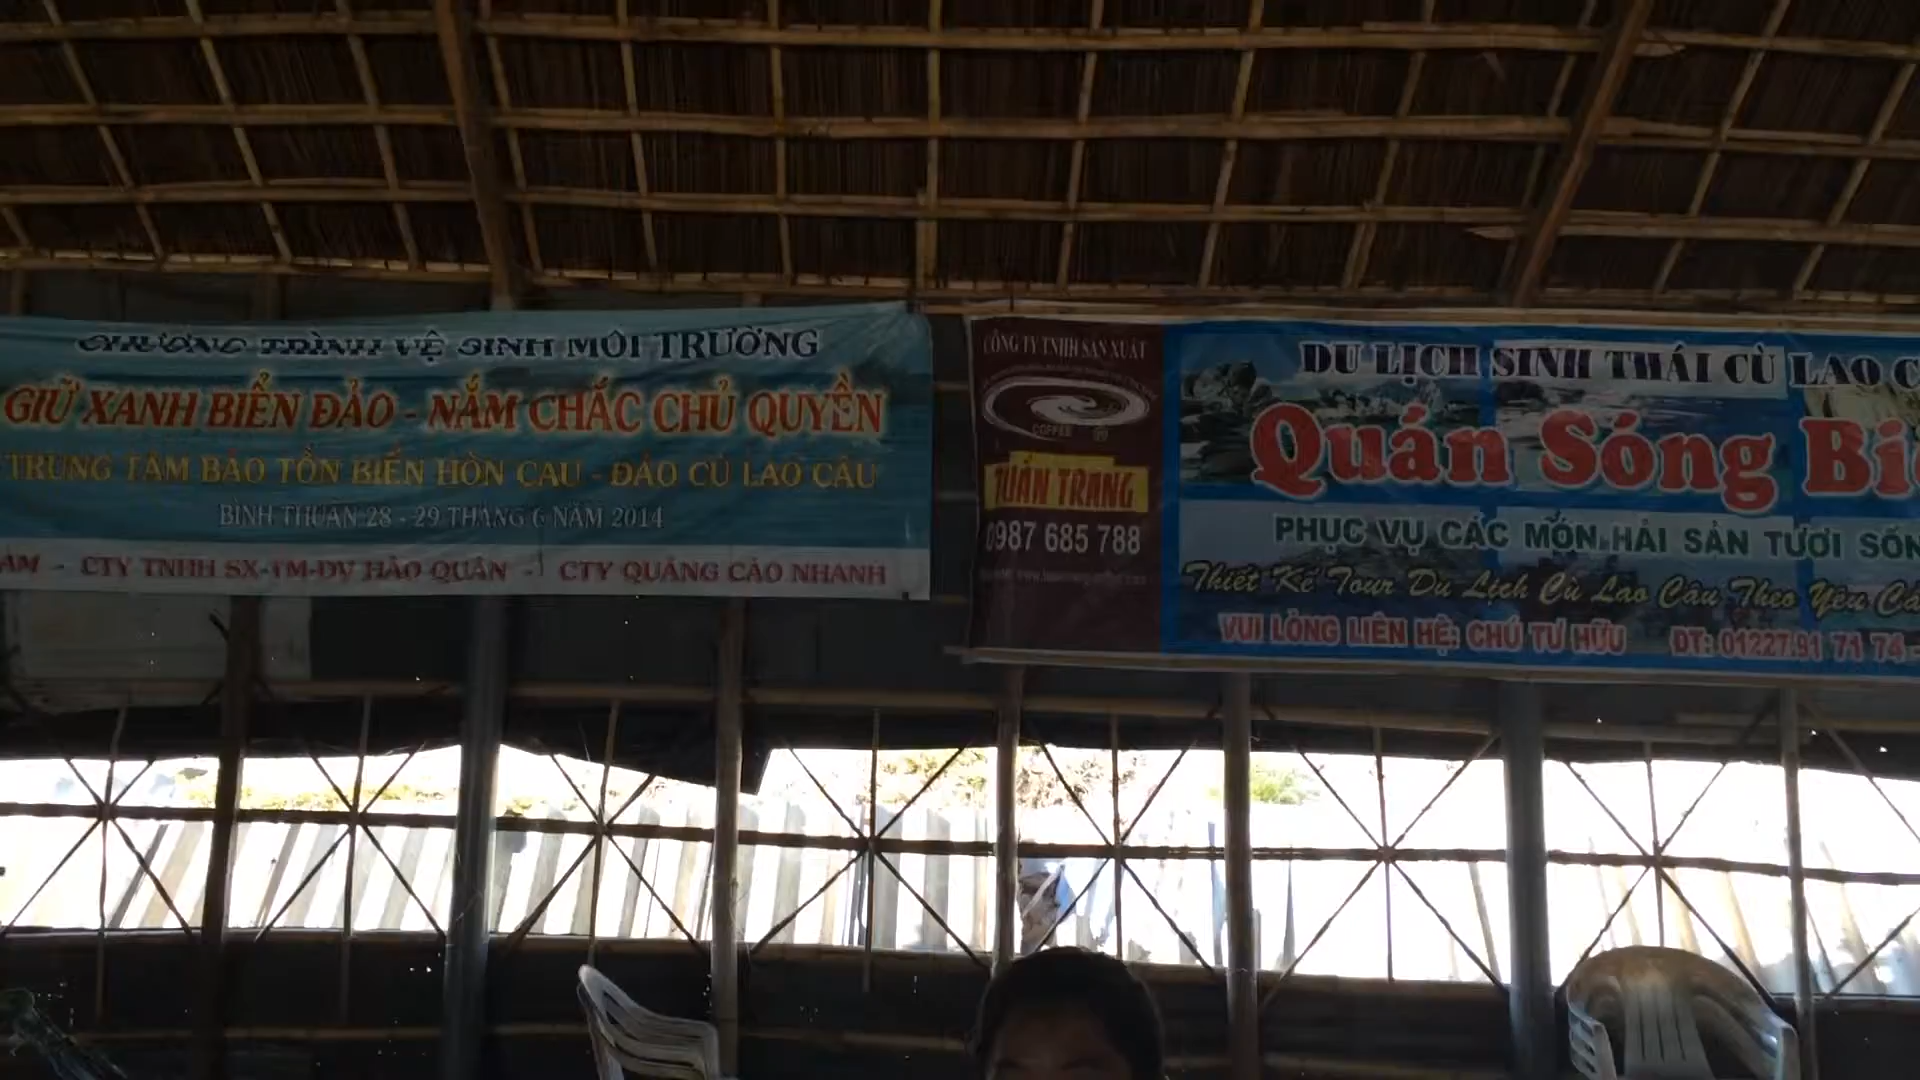 CHƯƠNG TRÌNH VỆ SINH MÔI TRƯỜNG
GIỮ XANH BIỂN ĐẢO - NẮM CHẮC CHỦ QUYỀN
TRUNG TÂM BẢO TỒN BIỂN HÒN CAU - ĐẢO CÙ LAO CÂU
BÌNH THUẬN 28 - 29 THÁNG 6 NĂM 2014
- CTY TNHH SX-TM-DV HÀO QUÂN - CTY QUẢNG CÁO NHANH
CÔNG TY TNHH SẢN XUẤT
COFFEE
TUẤN TRANG
0987 685 788
DU LỊCH SINH THÁI CÙ LAO C
Quán Sóng Bi
PHỤC VỤ CÁC MÓN HẢI SẢN TƯƠI SỐN
Thiết Kế Tour Du Lịch Cù Lao Câu Theo Yêu Cầ
VUI LÒNG LIÊN HỆ: CHÚ TƯ HỮU ĐT: 01227.91 71 74 -